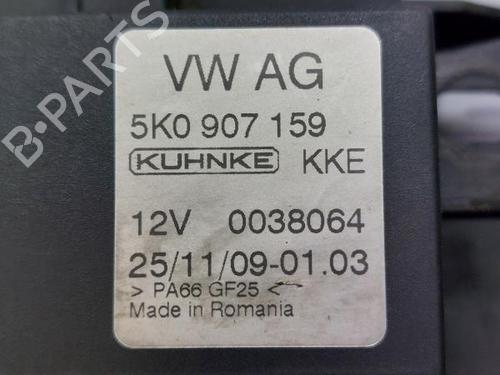 VW AG
5K0 907 159
KUHNKE KKE
12V 0038064
25/11/09-01.03
> PA66 GF25 <
Made in Romania